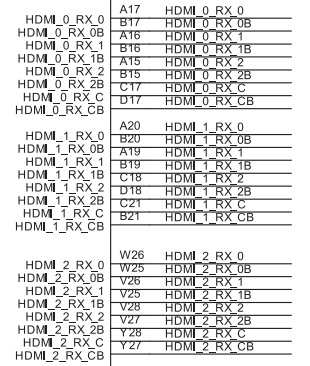 HDMI_0_RX_0 A17 HDMI_0_RX_0
HDMI_0_RX_0B B17 HDMI_0_RX_0B
HDMI_0_RX_1 A16 HDMI_0_RX_1
HDMI_0_RX_1B B16 HDMI_0_RX_1B
HDMI_0_RX_2 A15 HDMI_0_RX_2
HDMI_0_RX_2B B15 HDMI_0_RX_2B
HDMI_0_RX_C C17 HDMI_0_RX_C
HDMI_0_RX_CB D17 HDMI_0_RX_CB
HDMI_1_RX_0 A20 HDMI_1_RX_0
HDMI_1_RX_0B B20 HDMI_1_RX_0B
HDMI_1_RX_1 A19 HDMI_1_RX_1
HDMI_1_RX_1B B19 HDMI_1_RX_1B
HDMI_1_RX_2 C18 HDMI_1_RX_2
HDMI_1_RX_2B D18 HDMI_1_RX_2B
HDMI_1_RX_C C21 HDMI_1_RX_C
HDMI_1_RX_CB B21 HDMI_1_RX_CB
HDMI_2_RX_0 W26 HDMI_2_RX_0
HDMI_2_RX_0B W25 HDMI_2_RX_0B
HDMI_2_RX_1 V26 HDMI_2_RX_1
HDMI_2_RX_1B V25 HDMI_2_RX_1B
HDMI_2_RX_2 V28 HDMI_2_RX_2
HDMI_2_RX_2B V27 HDMI_2_RX_2B
HDMI_2_RX_C Y28 HDMI_2_RX_C
HDMI_2_RX_CB Y27 HDMI_2_RX_CB